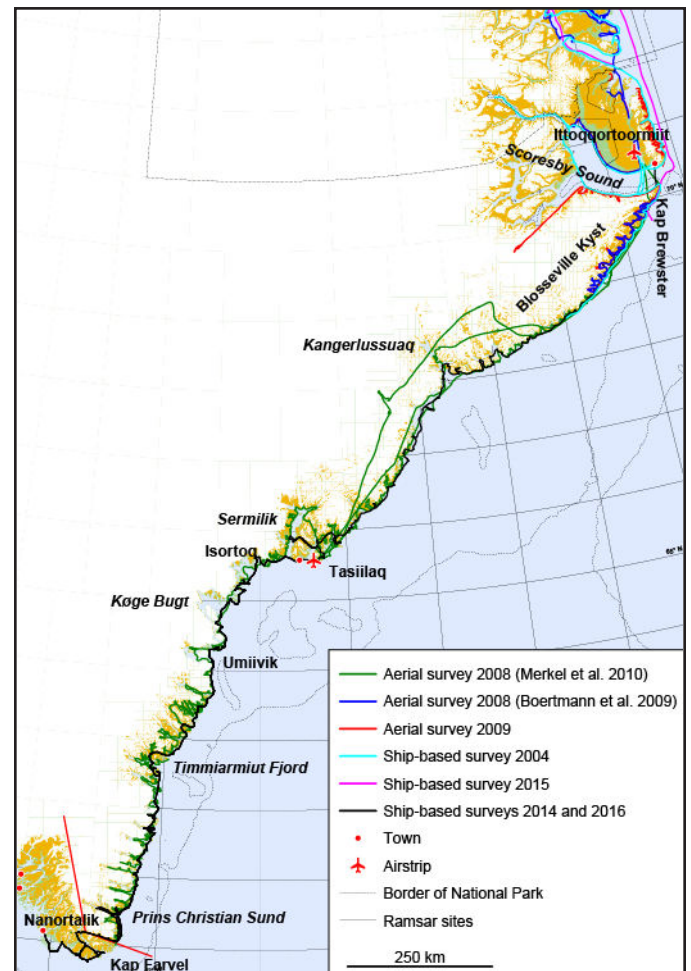 Ittoqqortoormiit
Scoresby Sound
70° N
Kap Brewster
Blosseville Kyst
Kangerlussuaq
Sermilik
Isortoq
Tasiilaq
Køge Bugt
Umiivik
Timmiarmiut Fjord
Nanortalik
Prins Christian Sund
Kap Farvel
Aerial survey 2008 (Merkel et al. 2010)
Aerial survey 2008 (Boertmann et al. 2009)
Aerial survey 2009
Ship-based survey 2004
Ship-based survey 2015
Ship-based surveys 2014 and 2016
Town
Airstrip
Border of National Park
Ramsar sites
250 km